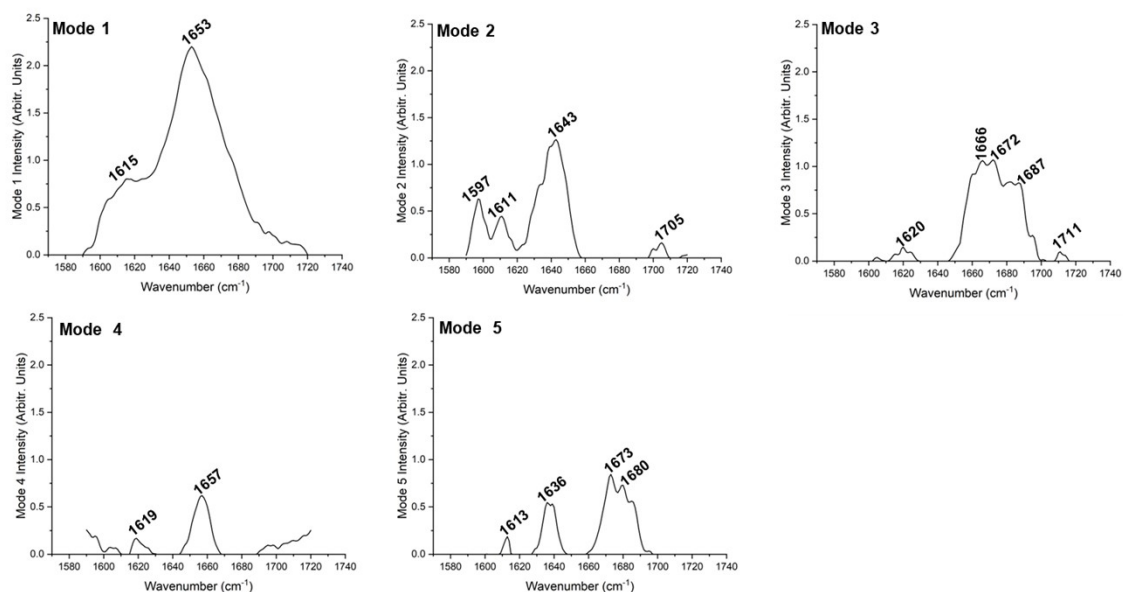 Mode 1
1653
1615
Mode 1 Intensity (Arbitr. Units)
2.5
2.0
1.5
1.0
0.5
0.0
1580 1600 1620 1640 1660 1680 1700 1720 1740
Wavenumber (cm⁻¹)
Mode 2
1643
1597
1611
1705
Mode 2 Intensity (Arbitr. Units)
2.5
2.0
1.5
1.0
0.5
0.0
1580 1600 1620 1640 1660 1680 1700 1720 1740
Wavenumber (cm⁻¹)
Mode 3
1666
1672
1687
1620
1711
Mode 3 Intensity (Arbitr. Units)
2.5
2.0
1.5
1.0
0.5
0.0
1580 1600 1620 1640 1660 1680 1700 1720 1740
Wavenumber (cm⁻¹)
Mode 4
1657
1619
Mode 4 Intensity (Arbitr. Units)
2.5
2.0
1.5
1.0
0.5
0.0
1580 1600 1620 1640 1660 1680 1700 1720 1740
Wavenumber (cm⁻¹)
Mode 5
1673
1680
1636
1613
Mode 5 Intensity (Arbitr. Units)
2.5
2.0
1.5
1.0
0.5
0.0
1580 1600 1620 1640 1660 1680 1700 1720 1740
Wavenumber (cm⁻¹)